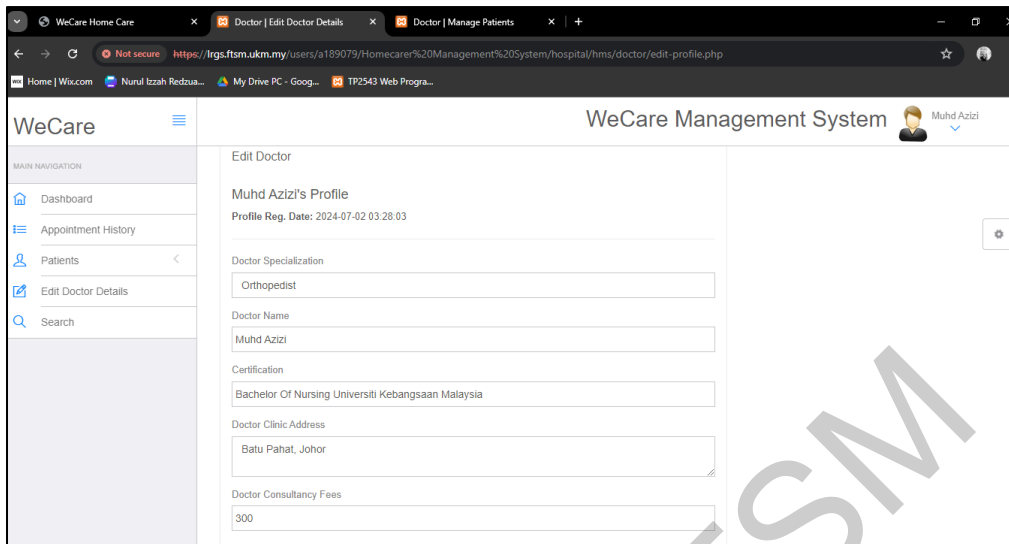 WeCare Home Care
Doctor | Edit Doctor Details
Doctor | Manage Patients
Not secure https://lrgs.ftsm.ukm.my/users/a189079/Homecarer%20Management%20System/hospital/hms/doctor/edit-profile.php
WIX Home | Wix.com Nurul Izzah Redzua... My Drive PC - Goog... TP2543 Web Progra...
WeCare
WeCare Management System Muhd Azizi
MAIN NAVIGATION
Dashboard
Appointment History
Patients
Edit Doctor Details
Search
Edit Doctor
Muhd Azizi's Profile
Profile Reg. Date: 2024-07-02 03:28:03
Doctor Specialization
Orthopedist
Doctor Name
Muhd Azizi
Certification
Bachelor Of Nursing Universiti Kebangsaan Malaysia
Doctor Clinic Address
Batu Pahat, Johor
Doctor Consultancy Fees
300
SM